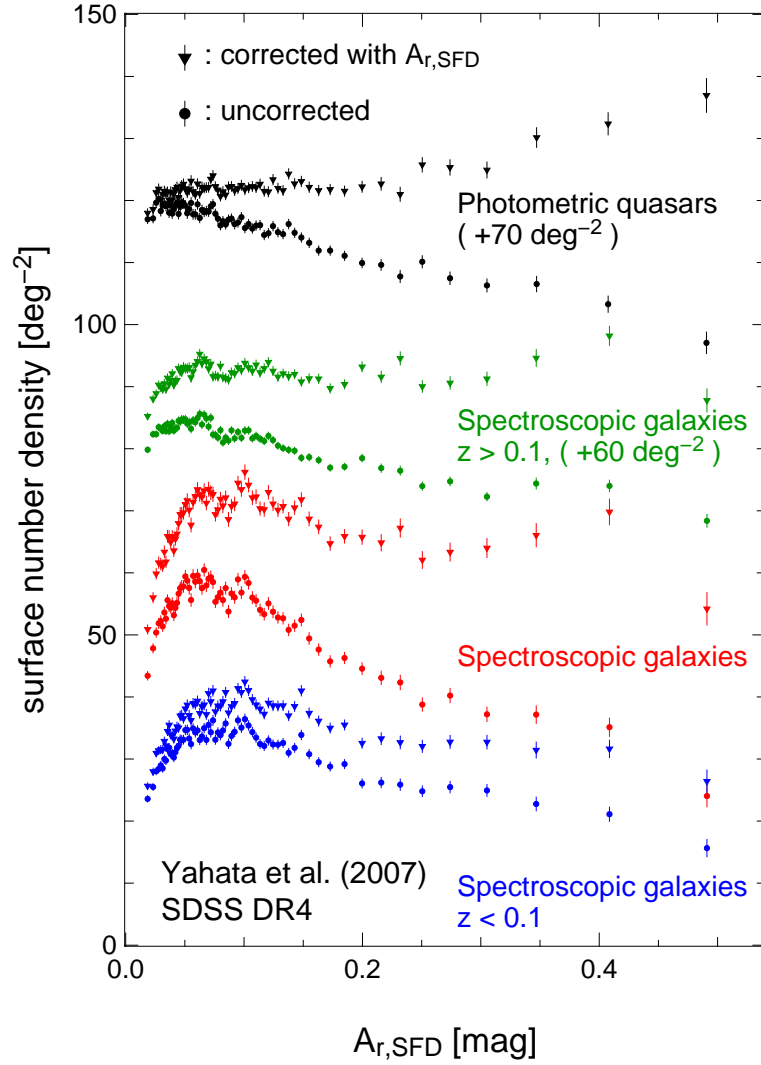 150
▼ : corrected with A_r,SFD
● : uncorrected
Photometric quasars
( +70 deg⁻² )
100
surface number density [deg⁻²]
Spectroscopic galaxies
z > 0.1, ( +60 deg⁻² )
50
Spectroscopic galaxies
Yahata et al. (2007)
SDSS DR4
Spectroscopic galaxies
z < 0.1
0
0.0 0.2 0.4
A_r,SFD [mag]